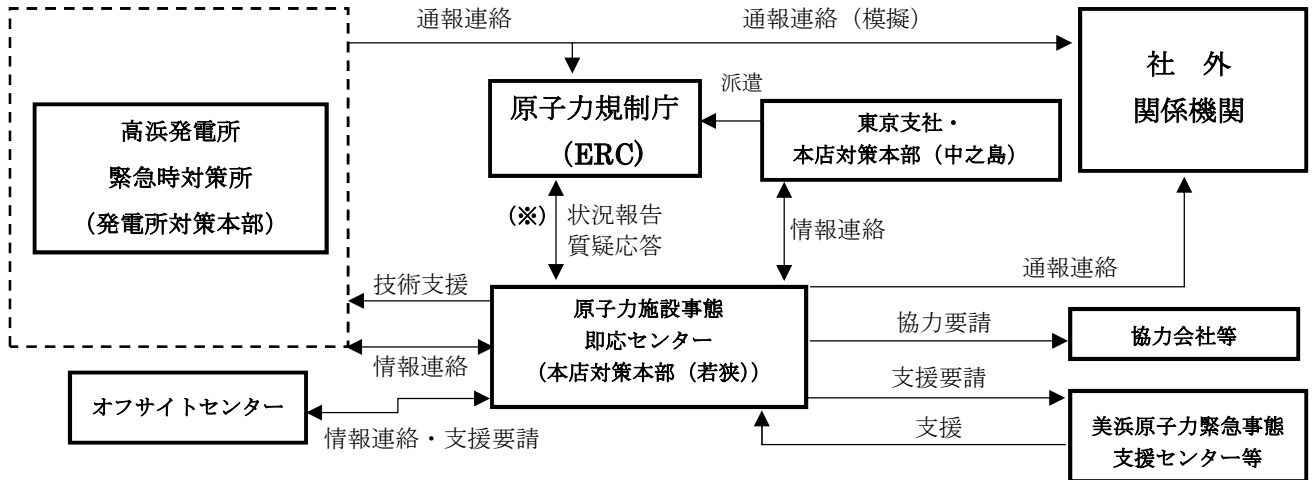 通報連絡
通報連絡（模擬）
社　外
関係機関
高浜発電所
緊急時対策所
（発電所対策本部）
原子力規制庁
（ERC）
派遣
東京支社・
本店対策本部（中之島）
（※）
状況報告
質疑応答
情報連絡
通報連絡
技術支援
原子力施設事態
即応センター
（本店対策本部（若狭））
協力要請
協力会社等
情報連絡
支援要請
オフサイトセンター
情報連絡・支援要請
支援
美浜原子力緊急事態
支援センター等